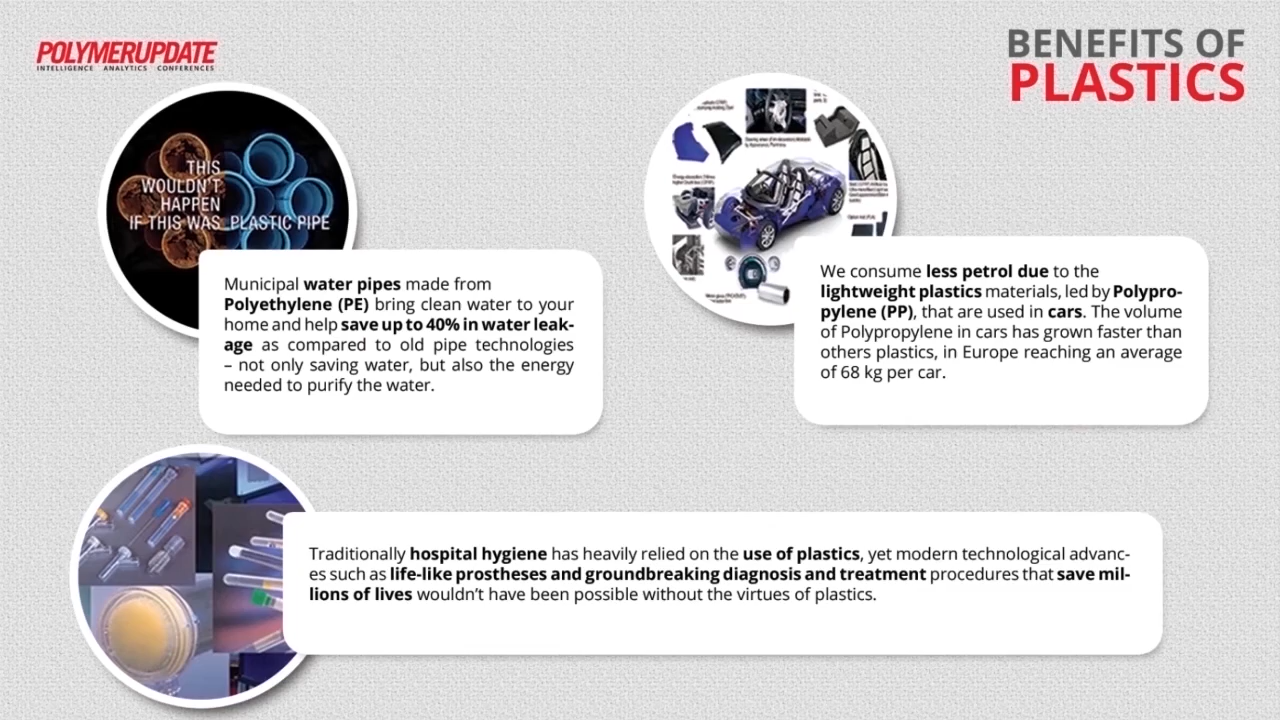 POLYMERUPDATE
INTELLIGENCE ANALYTICS CONFERENCES
BENEFITS OF
PLASTICS
THIS
WOULDN'T
HAPPEN
IF THIS WAS PLASTIC PIPE
Municipal water pipes made from
Polyethylene (PE) bring clean water to your
home and help save up to 40% in water leak-
age as compared to old pipe technologies
– not only saving water, but also the energy
needed to purify the water.
We consume less petrol due to the
lightweight plastics materials, led by Polypro-
pylene (PP), that are used in cars. The volume
of Polypropylene in cars has grown faster than
others plastics, in Europe reaching an average
of 68 kg per car.
Traditionally hospital hygiene has heavily relied on the use of plastics, yet modern technological advanc-
es such as life-like prostheses and groundbreaking diagnosis and treatment procedures that save mil-
lions of lives wouldn't have been possible without the virtues of plastics.